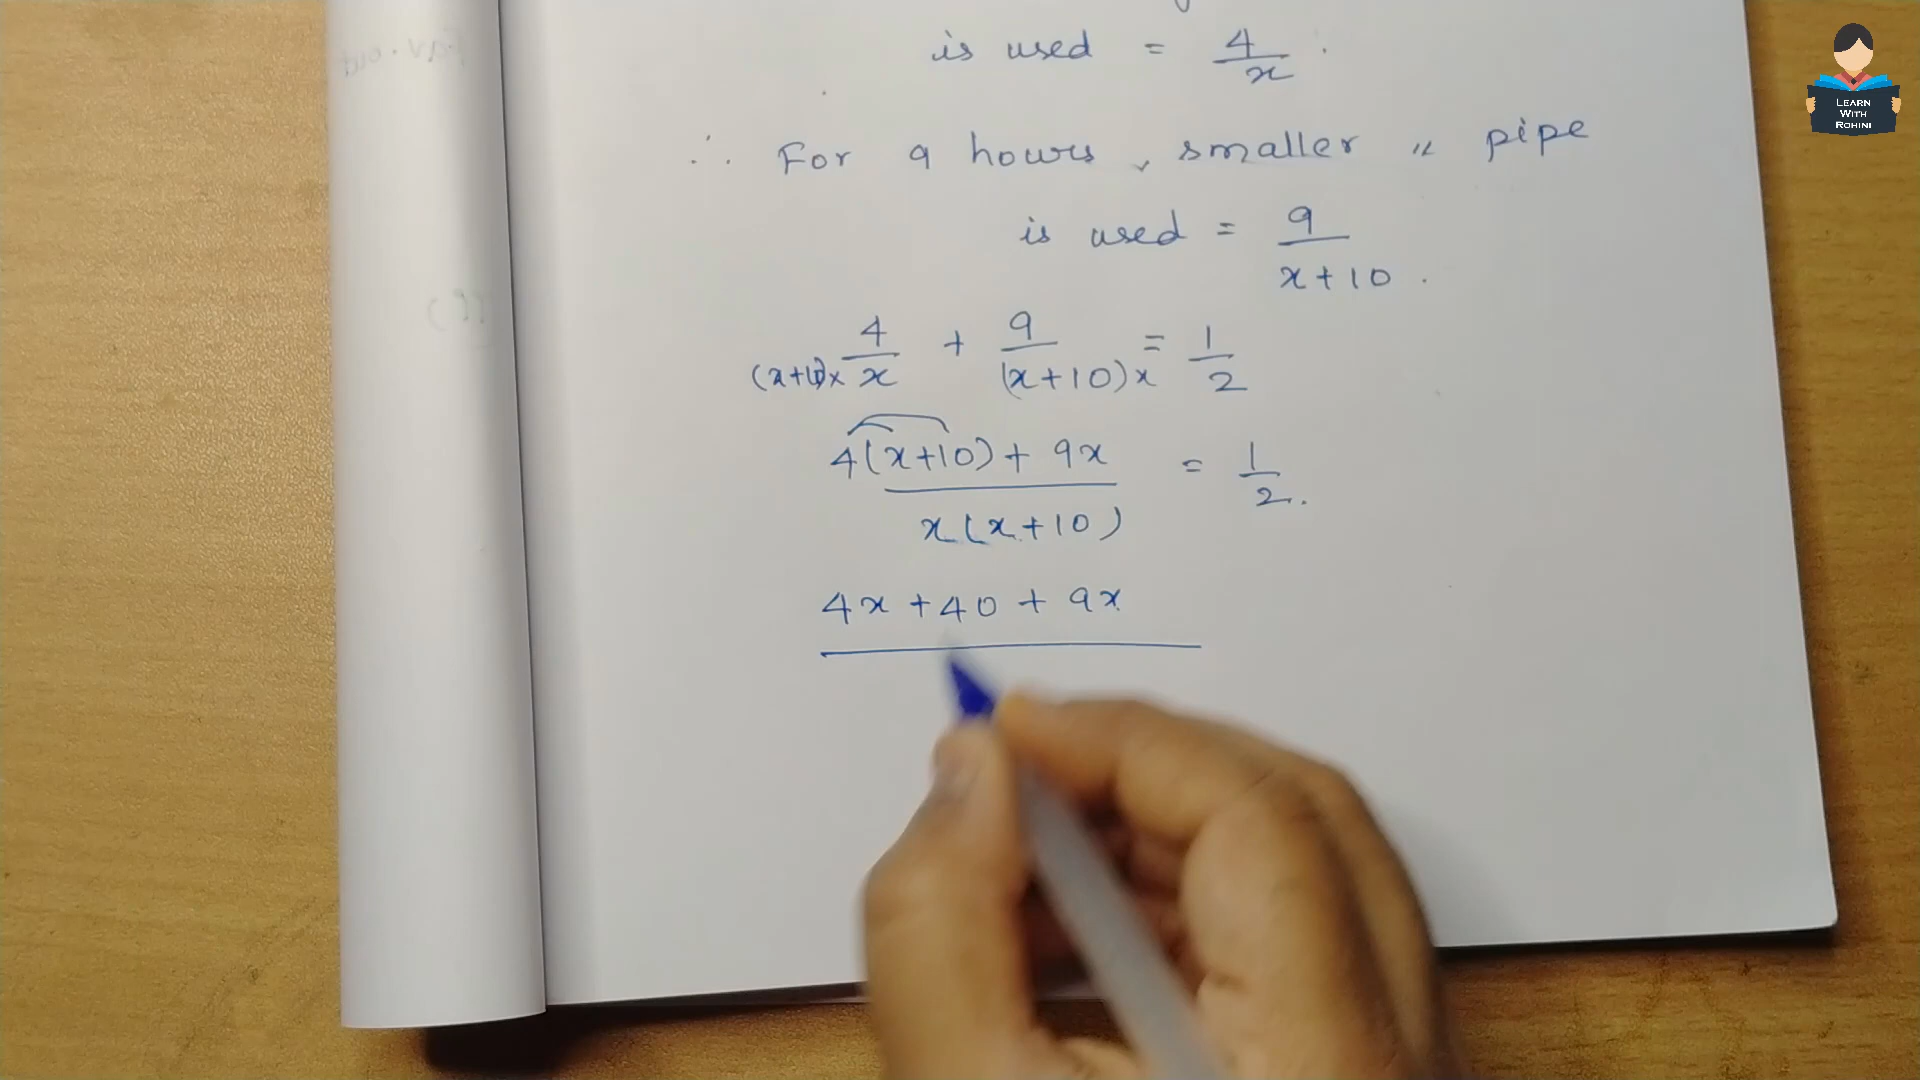 is used = 4/x .
LEARN
WITH
ROHINI
∴ For 9 hours, smaller 〃 pipe
is used = 9/(x+10) .
(x+10)× 4/x + 9/(x+10)x = 1/2
4(x+10)+ 9x / x(x+10) = 1/2.
4x +40 + 9x